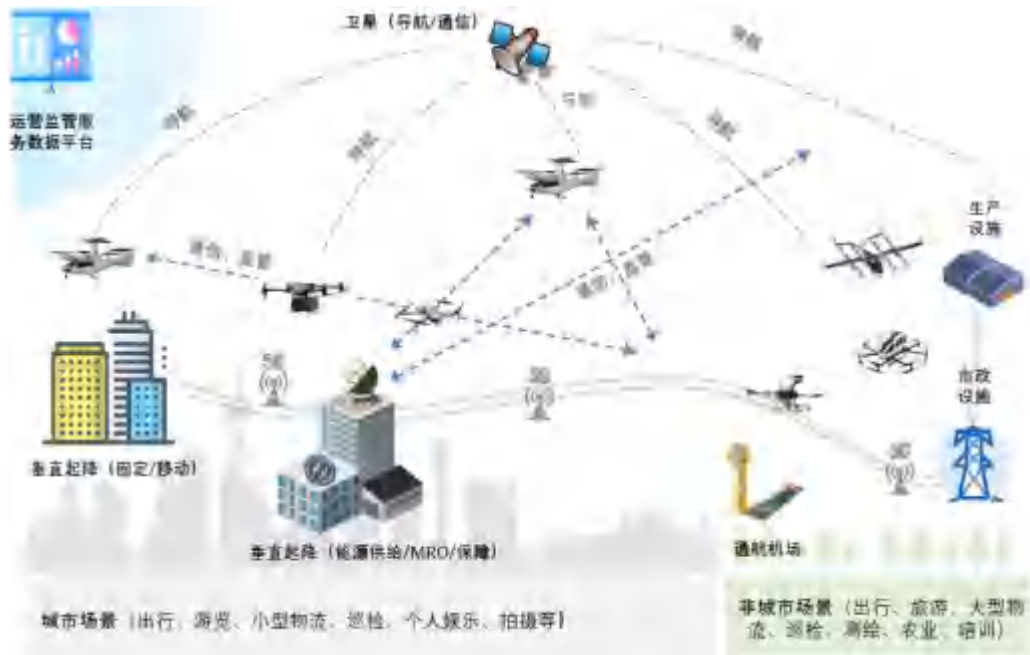 卫星（导航/通信）
导航
运营监管服
务数据平台
导航
导航
导航
导航
生产
设施
通信、监管
通信、监管
5G
5G
市政
设施
5G
垂直起降（固定/移动）
垂直起降（能源供给/MRO/保障）
通航机场
城市场景（出行、游览、小型物流、巡检、个人娱乐、拍摄等）
非城市场景（出行、旅游、大型物
流、巡检、测绘、农业、培训）